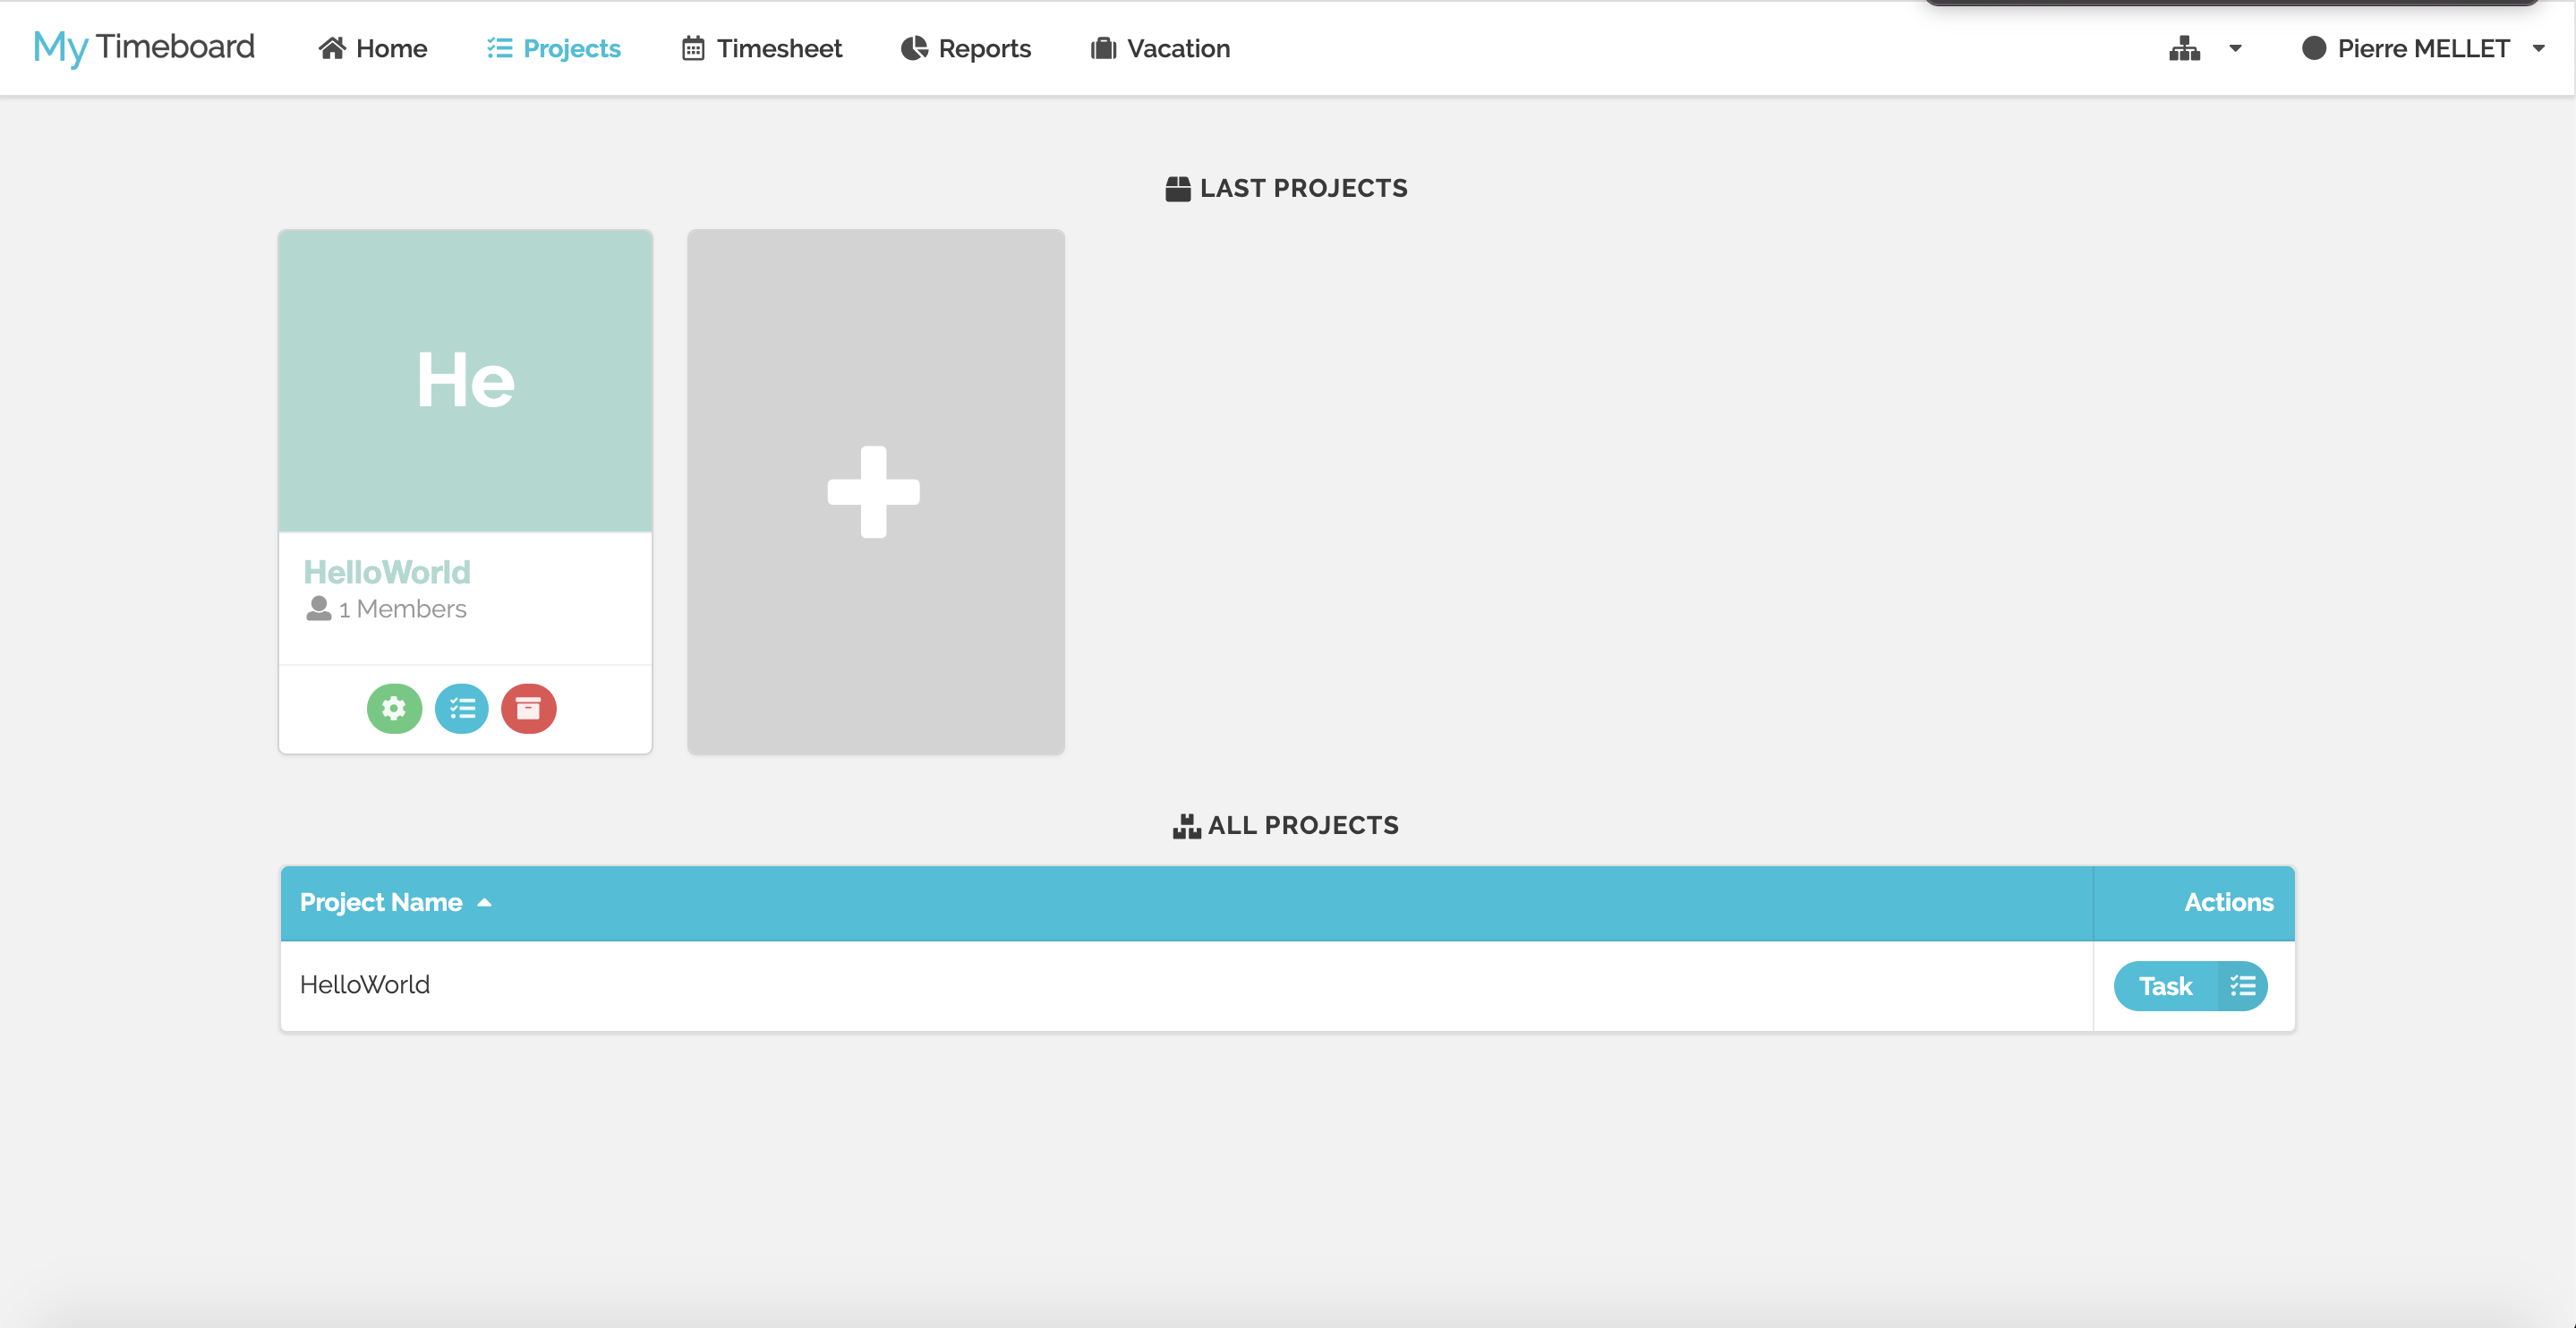 My Timeboard
Home
Projects
Timesheet
Reports
Vacation
Pierre MELLET
LAST PROJECTS
He
HelloWorld
1 Members
ALL PROJECTS
Project Name
Actions
HelloWorld
Task